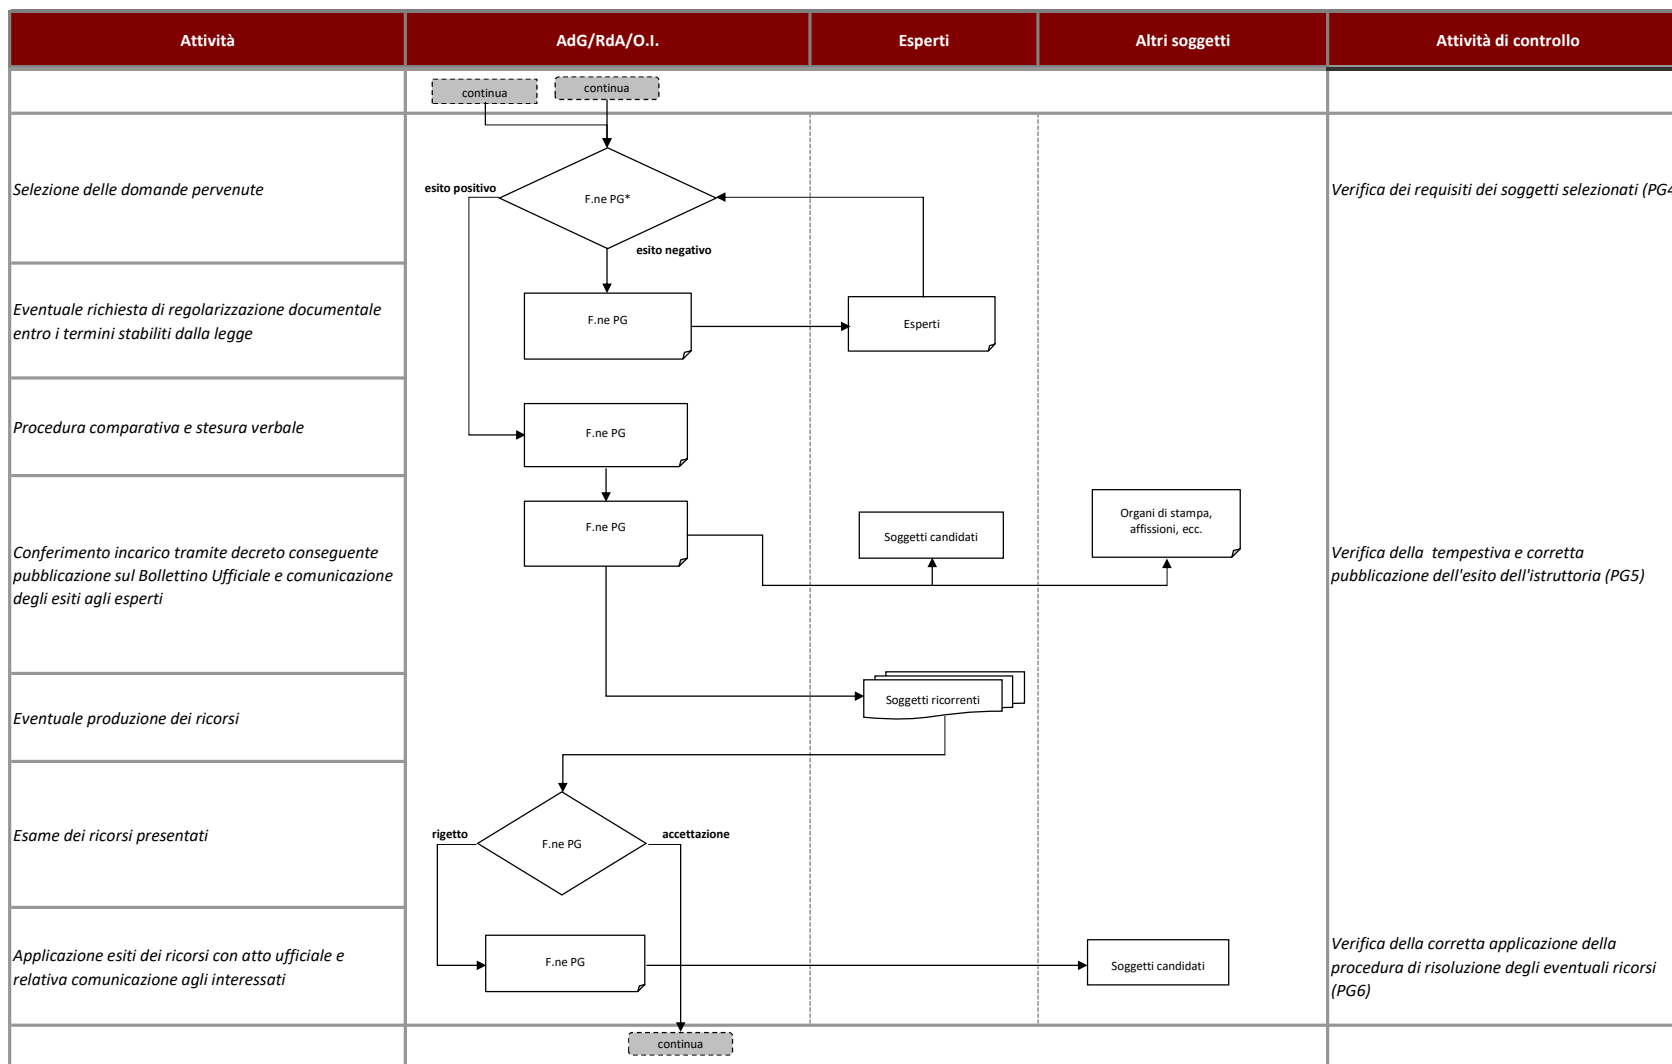 Attività
AdG/RdA/O.I.
Esperti
Altri soggetti
Attività di controllo
continua
continua
Selezione delle domande pervenute
esito positivo
F.ne PG*
esito negativo
Verifica dei requisiti dei soggetti selezionati (PG4
Eventuale richiesta di regolarizzazione documentale
entro i termini stabiliti dalla legge
F.ne PG
Esperti
Procedura comparativa e stesura verbale
F.ne PG
Conferimento incarico tramite decreto conseguente
pubblicazione sul Bollettino Ufficiale e comunicazione
degli esiti agli esperti
F.ne PG
Soggetti candidati
Organi di stampa,
affissioni, ecc.
Verifica della  tempestiva e corretta
pubblicazione dell'esito dell'istruttoria (PG5)
Eventuale produzione dei ricorsi
Soggetti ricorrenti
Esame dei ricorsi presentati
rigetto
F.ne PG
accettazione
Applicazione esiti dei ricorsi con atto ufficiale e
relativa comunicazione agli interessati
F.ne PG
Soggetti candidati
Verifica della corretta applicazione della
procedura di risoluzione degli eventuali ricorsi
(PG6)
continua